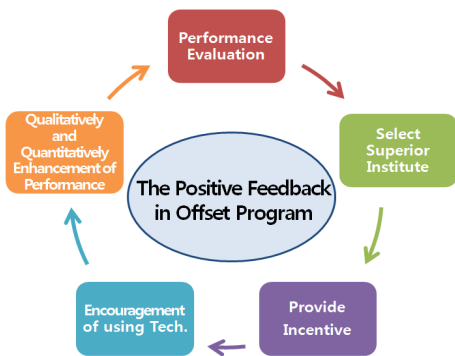 Performance
Evaluation
Select
Superior
Institute
Provide
Incentive
Encouragement
of using Tech.
Qualitatively
and
Quantitatively
Enhancement of
Performance
The Positive Feedback
in Offset Program